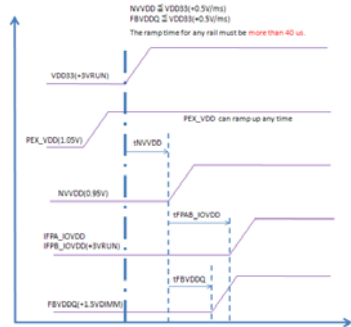 NVVDD ≦ VDD33(+0.5V/ms)
FBVDDQ ≦ VDD33(+0.5V/ms)
The ramp time for any rail must be more than 40 us.
VDD33(+3VRUN)
PEX_VDD can ramp up any time
PEX_VDD(1.05V)
tNVVDD
NVVDD(0.95V)
tFPAB_IOVDD
IFPA_IOVDD
IFPB_IOVDD(+3VRUN)
tFBVDDQ
FBVDDQ(+1.5VDIMM)